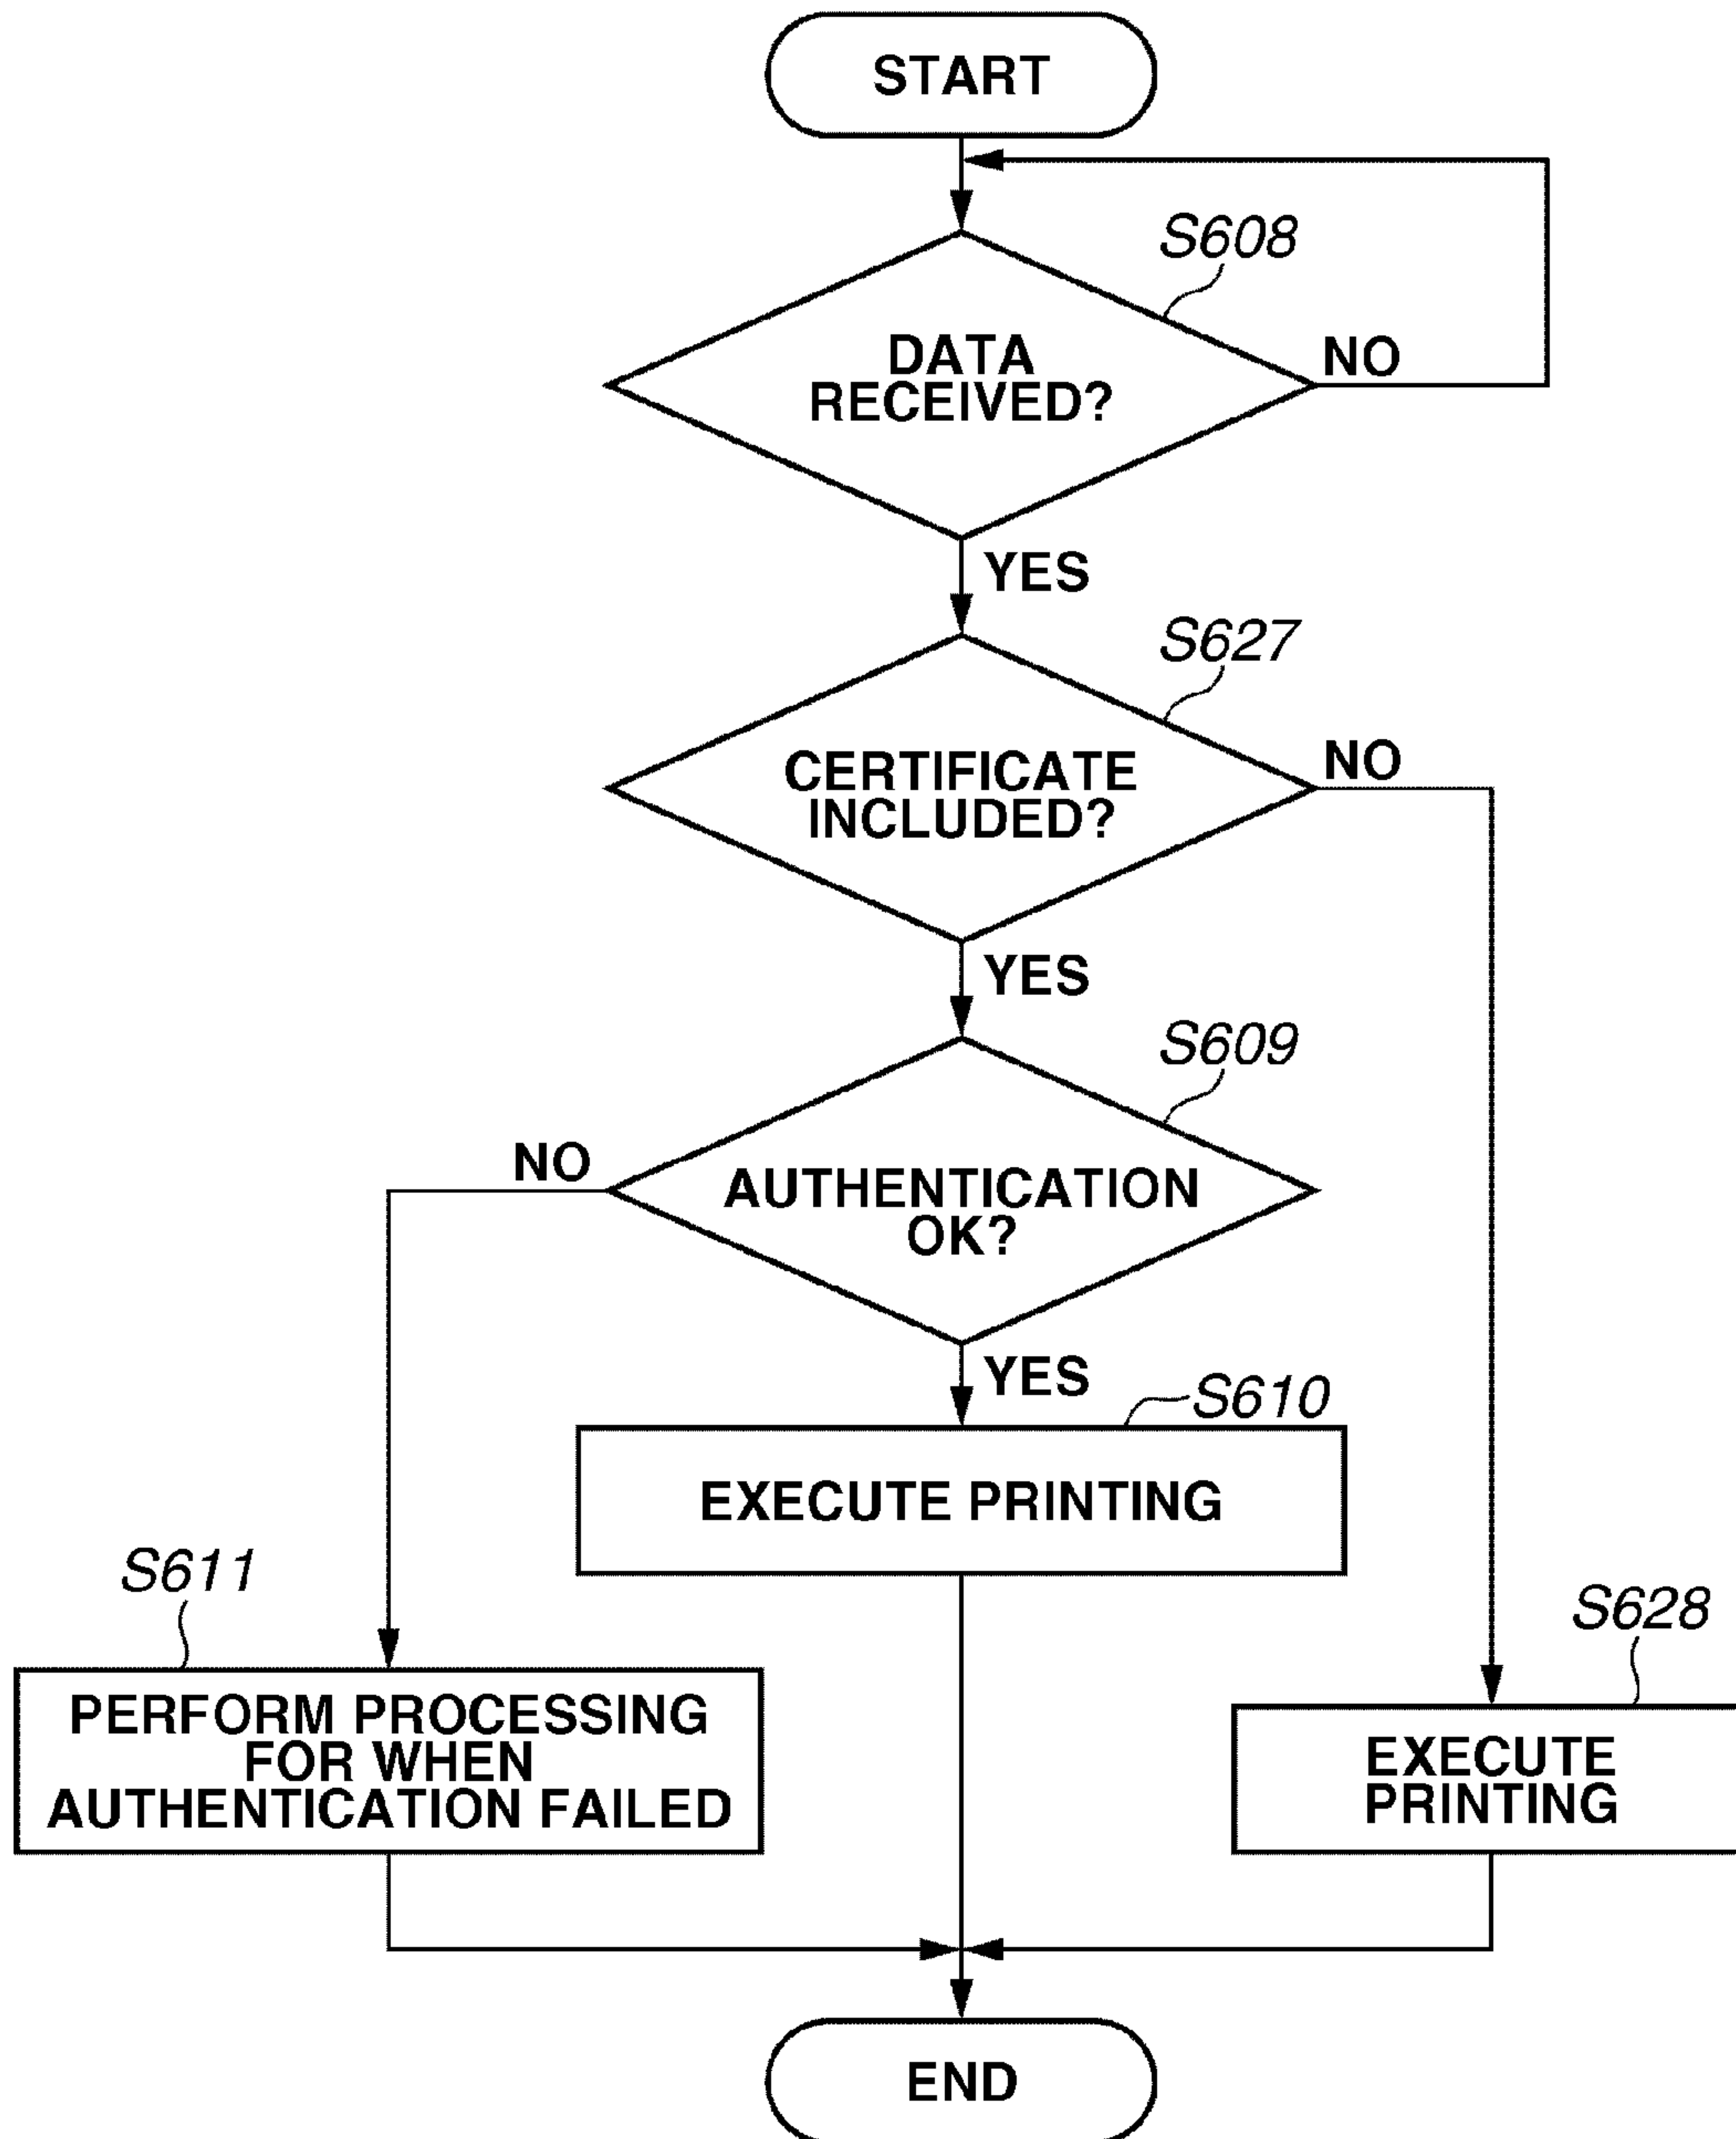 START
S608
DATA
RECEIVED?
NO
YES
S627
CERTIFICATE
INCLUDED?
NO
YES
S609
NO
AUTHENTICATION
OK?
YES
S610
EXECUTE PRINTING
S611
PERFORM PROCESSING
FOR WHEN
AUTHENTICATION FAILED
S628
EXECUTE
PRINTING
END